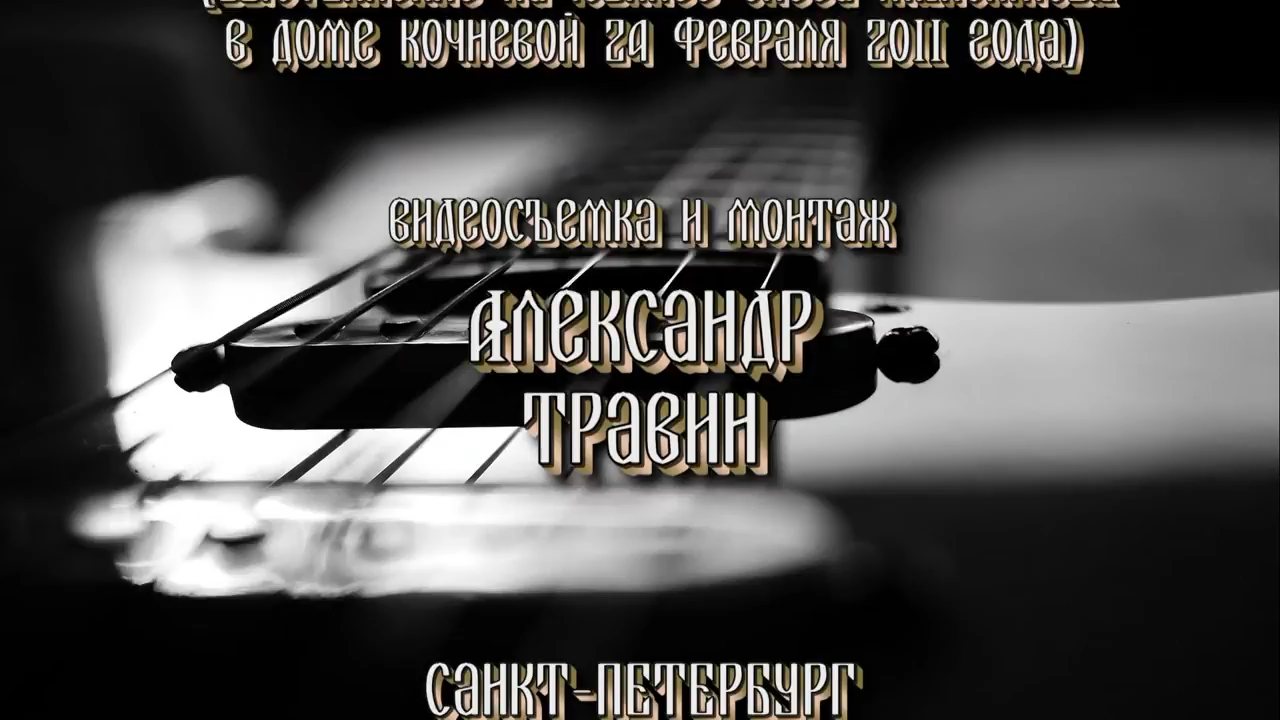 в доме Кочневой 24 февраля 2011 года)
видеосъемка и монтаж
Александр
Травин
Санкт-Петербург